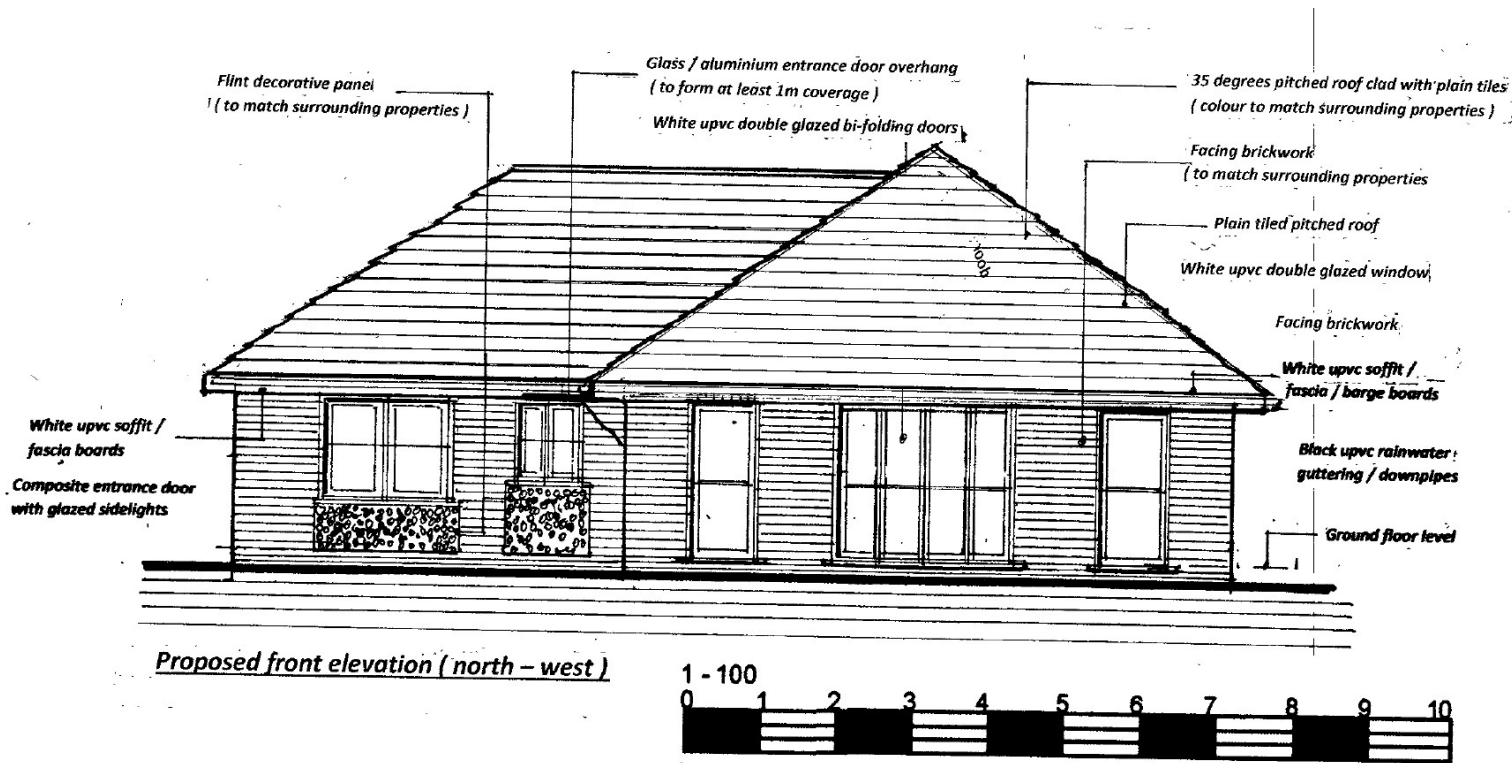 Flint decorative panel
( to match surrounding properties )
Glass / aluminium entrance door overhang
( to form at least 1m coverage )
White upvc double glazed bi-folding doors
35 degrees pitched roof clad with plain tiles
( colour to match surrounding properties )
Facing brickwork
( to match surrounding properties
Plain tiled pitched roof
White upvc double glazed window
Facing brickwork
White upvc soffit /
fascia / barge boards
White upvc soffit /
fascia boards
Composite entrance door
with glazed sidelights
Black upvc rainwater
guttering / downpipes
Ground floor level
Proposed front elevation ( north – west )
1 - 100
0 1 2 3 4 5 6 7 8 9 10